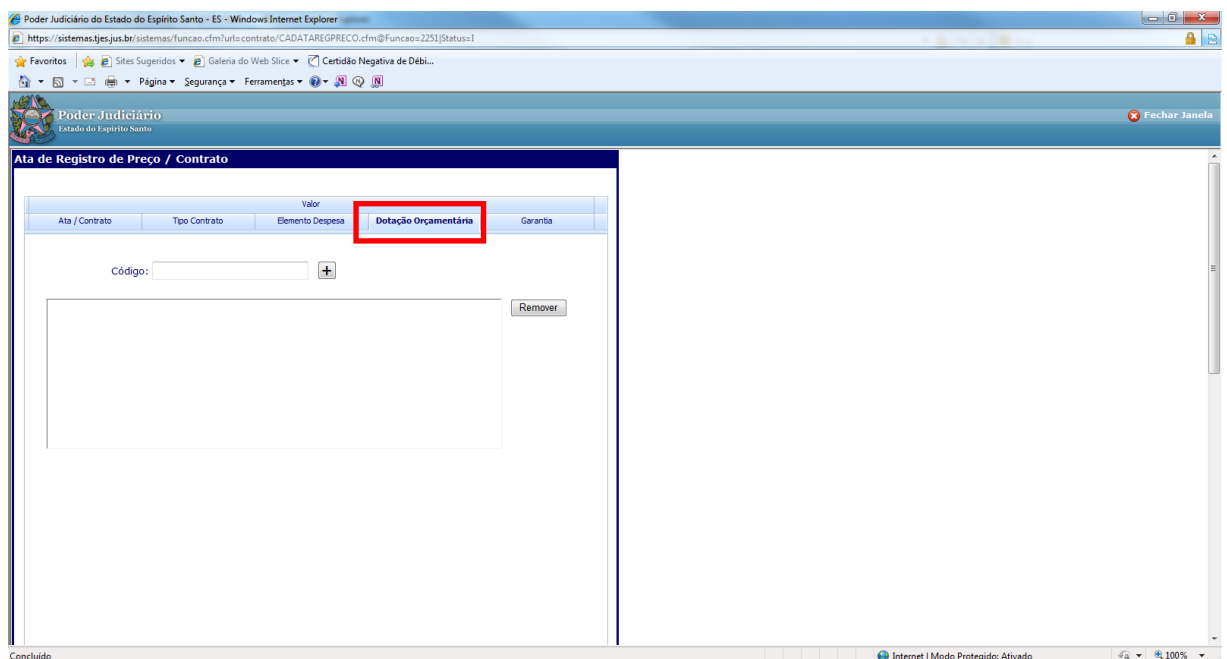 Poder Judiciário do Estado do Espírito Santo - ES - Windows Internet Explorer
https://sistemas.tjes.jus.br/sistemas/funcao.cfm?url=contrato/CADATAREGPRECO.cfm@Funcao=2251|Status=I
Favoritos Sites Sugeridos Galeria do Web Slice Certidão Negativa de Débi...
Página Segurança Ferramentas
Poder Judiciário
Estado do Espírito Santo
Fechar Janela
Ata de Registro de Preço / Contrato
Valor
Ata / Contrato Tipo Contrato Elemento Despesa Dotação Orçamentária Garantia
Código: +
Remover
Concluído Internet | Modo Protegido: Ativado 100%